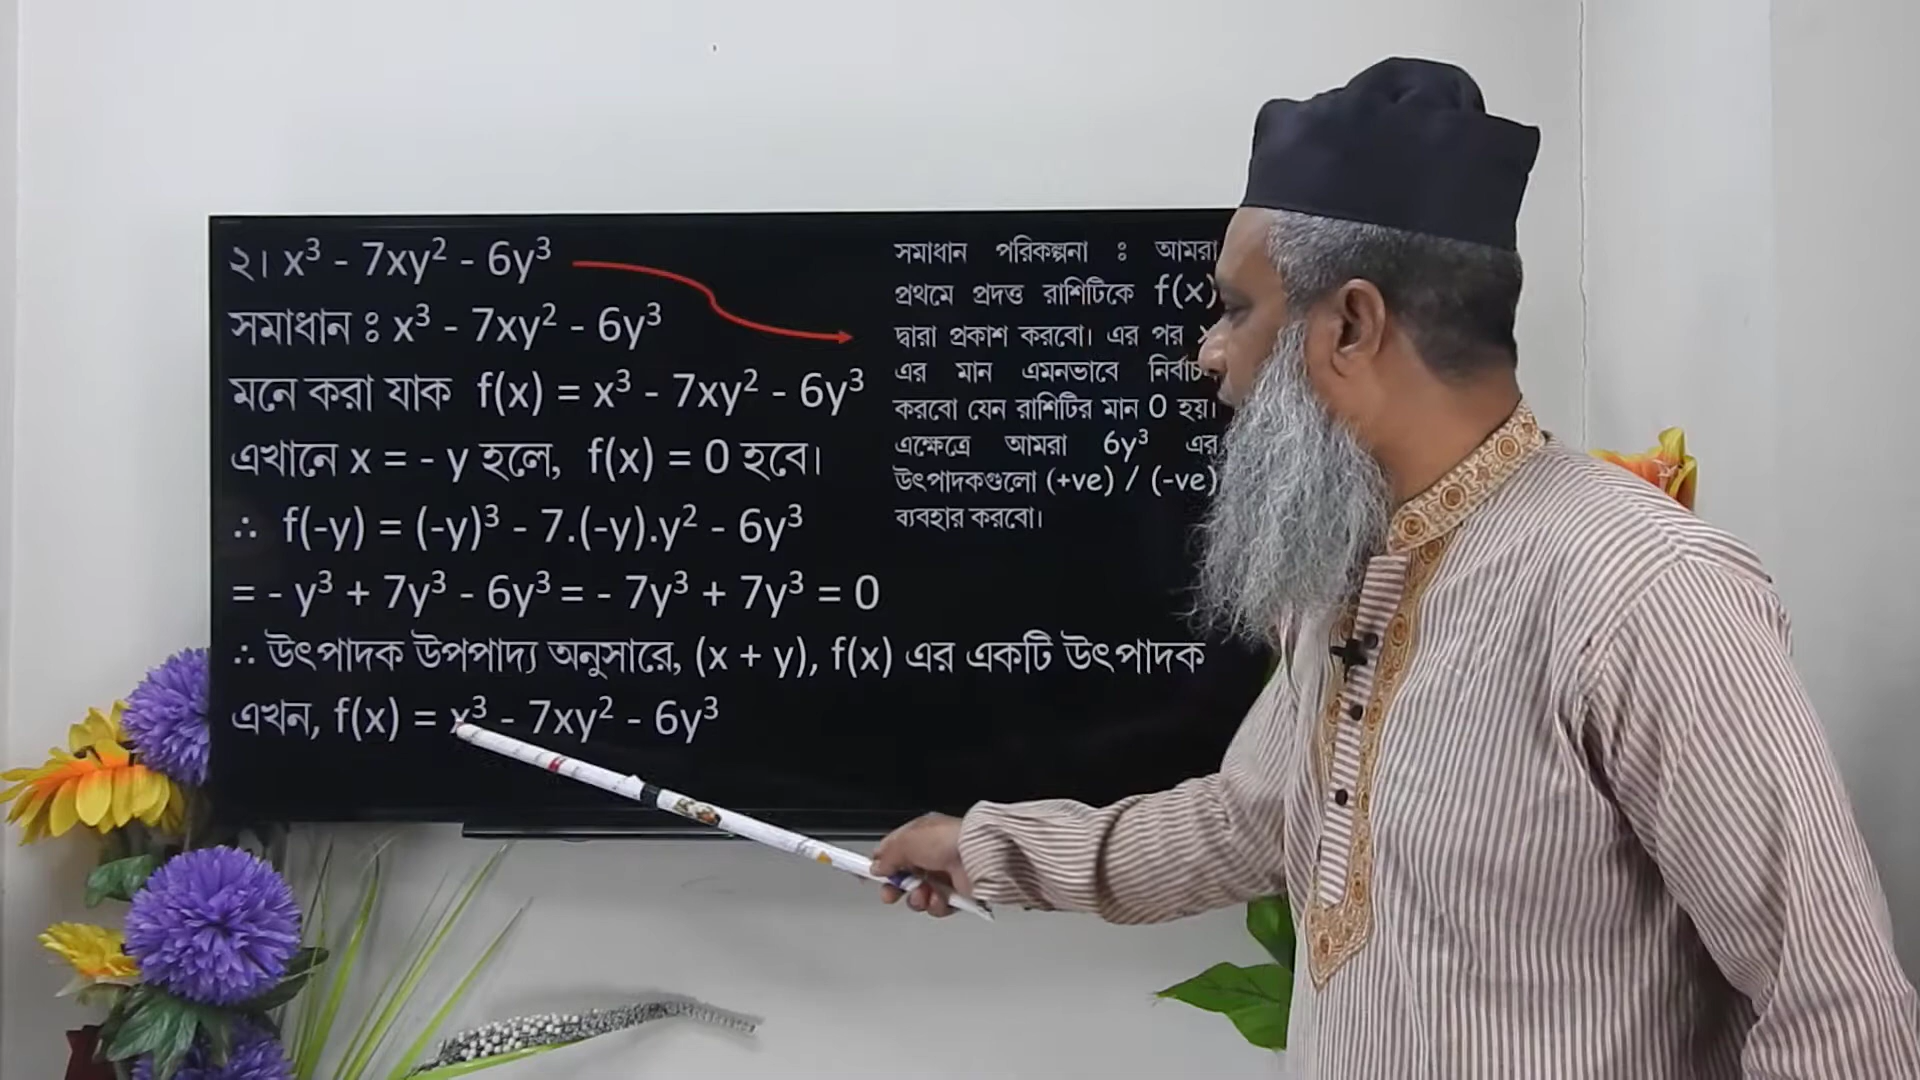 ২। x³ - 7xy² - 6y³
সমাধান ঃ x³ - 7xy² - 6y³
মনে করা যাক f(x) = x³ - 7xy² - 6y³
এখানে x = - y হলে, f(x) = 0 হবে।
∴ f(-y) = (-y)³ - 7.(-y).y² - 6y³
= - y³ + 7y³ - 6y³ = - 7y³ + 7y³ = 0
∴ উৎপাদক উপপাদ্য অনুসারে, (x + y), f(x) এর একটি উৎপাদক
এখন, f(x) = x³ - 7xy² - 6y³
সমাধান পরিকল্পনা ঃ আমরা
প্রথমে প্রদত্ত রাশিটিকে f(x)
দ্বারা প্রকাশ করবো। এর পর x
এর মান এমনভাবে
করবো যেন রাশিটির মান 0 হয়।
এক্ষেত্রে আমরা 6y³ এর
উৎপাদকগুলো (+ve) / (-ve)
ব্যবহার করবো।